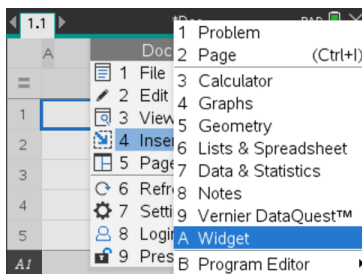 1.1
RAD
A
Doc
1 File
2 Edit
3 View
4 Inser
5 Page
6 Refr
7 Setti
8 Login
9 Pres
1
2
3
4
5
A1
1 Problem
2 Page (Ctrl+I)
3 Calculator
4 Graphs
5 Geometry
6 Lists & Spreadsheet
7 Data & Statistics
8 Notes
9 Vernier DataQuest™
A Widget
B Program Editor